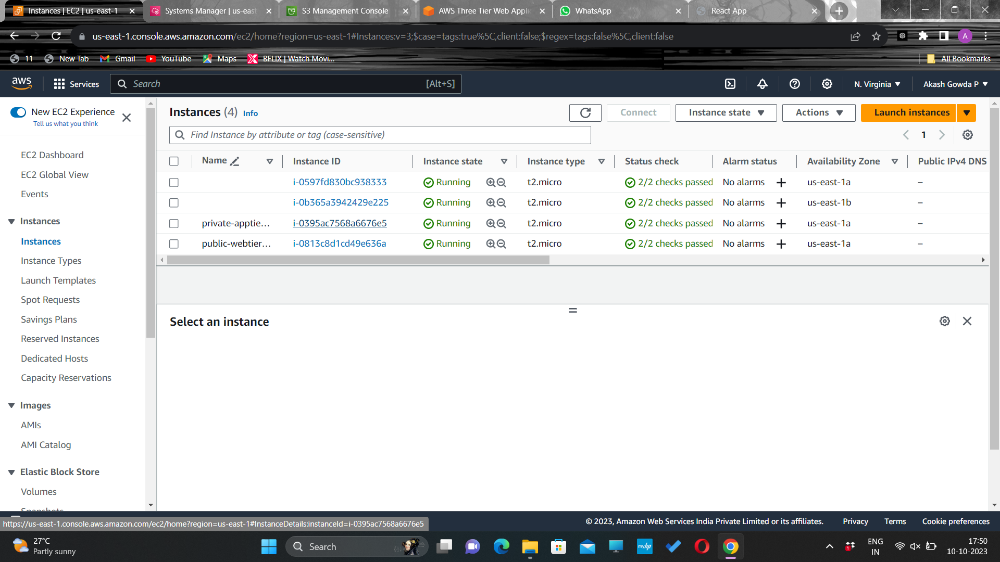 Instances | EC2 | us-east-1
Systems Manager | us-east
S3 Management Console
AWS Three Tier Web Applic
WhatsApp
React App
us-east-1.console.aws.amazon.com/ec2/home?region=us-east-1#Instances:v=3;$case=tags:true%5C,client:false;$regex=tags:false%5C,client:false
A
11
New Tab
Gmail
YouTube
Maps
BFLIX | Watch Movi...
All Bookmarks
aws
Services
Search
[Alt+S]
N. Virginia
Akash Gowda P
New EC2 Experience
Tell us what you think
EC2 Dashboard
EC2 Global View
Events
Instances
Instances
Instance Types
Launch Templates
Spot Requests
Savings Plans
Reserved Instances
Dedicated Hosts
Capacity Reservations
Images
AMIs
AMI Catalog
Elastic Block Store
Volumes
Snapshots
Instances (4) Info
Connect
Instance state
Actions
Launch instances
Find Instance by attribute or tag (case-sensitive)
1
Name Instance ID Instance state Instance type Status check Alarm status Availability Zone Public IPv4 DNS
i-0597fd830bc938333 Running t2.micro 2/2 checks passed No alarms + us-east-1a –
i-0b365a3942429e225 Running t2.micro 2/2 checks passed No alarms + us-east-1b –
private-apptie... i-0395ac7568a6676e5 Running t2.micro 2/2 checks passed No alarms + us-east-1a –
public-webtier... i-0813c8d1cd49e636a Running t2.micro 2/2 checks passed No alarms + us-east-1a –
Select an instance
https://us-east-1.console.aws.amazon.com/ec2/home?region=us-east-1#InstanceDetails:instanceId=i-0395ac7568a6676e5
© 2023, Amazon Web Services India Private Limited or its affiliates.
Privacy
Terms
Cookie preferences
27°C
Partly sunny
Search
myhp
1
ENG
IN
17:50
10-10-2023